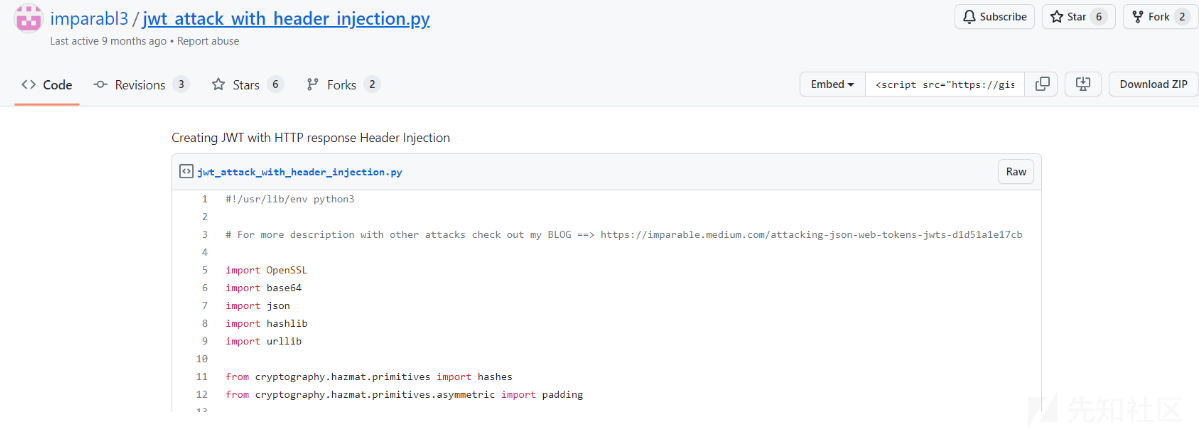 imparabl3 / jwt_attack_with_header_injection.py
Subscribe
Star 6
Fork 2
Last active 9 months ago • Report abuse
Code
Revisions 3
Stars 6
Forks 2
Embed
<script src="https://gis
Download ZIP
Creating JWT with HTTP response Header Injection
jwt_attack_with_header_injection.py
Raw
1 #!/usr/lib/env python3
2
3 # For more description with other attacks check out my BLOG ==> https://imparable.medium.com/attacking-json-web-tokens-jwts-d1d51a1e17cb
4
5 import OpenSSL
6 import base64
7 import json
8 import hashlib
9 import urllib
10
11 from cryptography.hazmat.primitives import hashes
12 from cryptography.hazmat.primitives.asymmetric import padding
13
先知社区